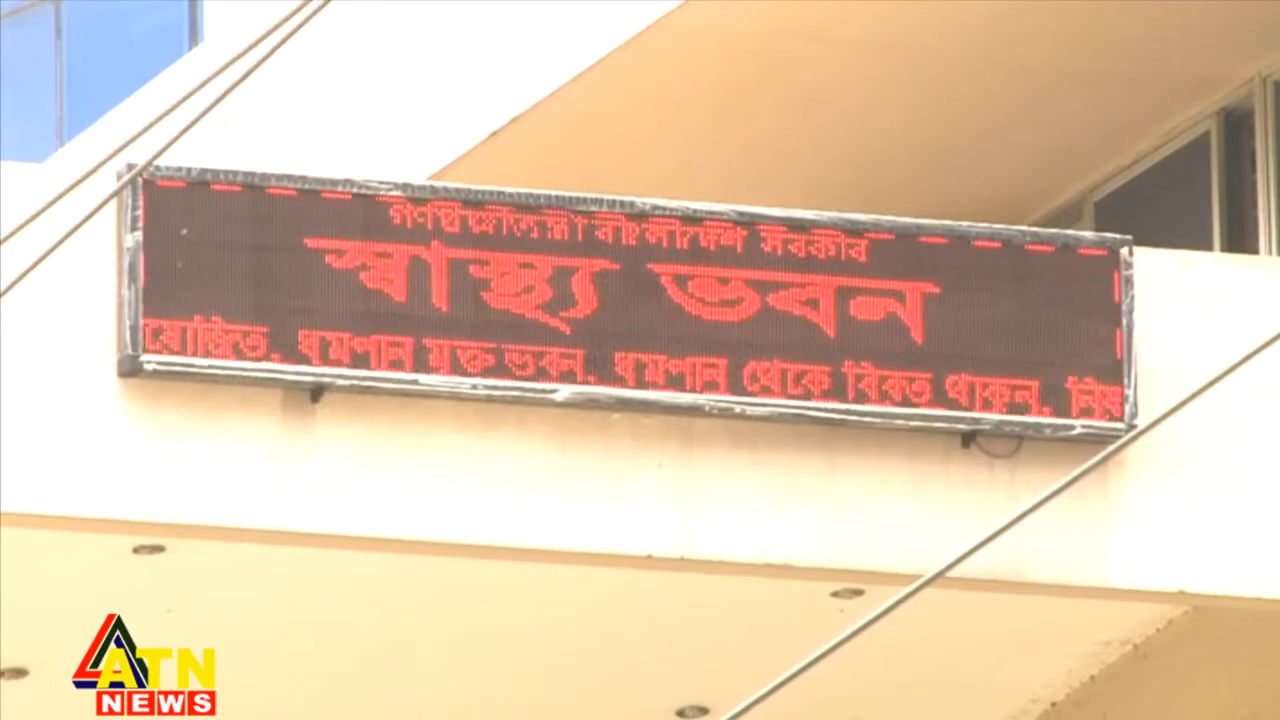 গণপ্রজাতন্ত্রী বাংলাদেশ সরকার
স্বাস্থ্য ভবন
ধূমপান মুক্ত ভবন, ধূমপান থেকে বিরত থাকুন,
ATN
NEWS